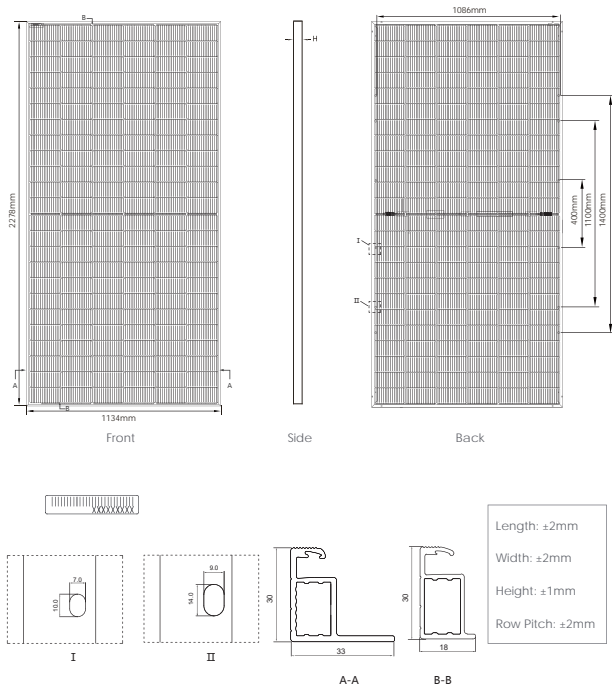 B
H
1086mm
2278mm
400mm
1100mm
1400mm
I
II
A
A
B
1134mm
Front
Side
Back
7.0
10.0
I
9.0
14.0
II
30
33
A-A
30
18
B-B
Length: ±2mm
Width: ±2mm
Height: ±1mm
Row Pitch: ±2mm